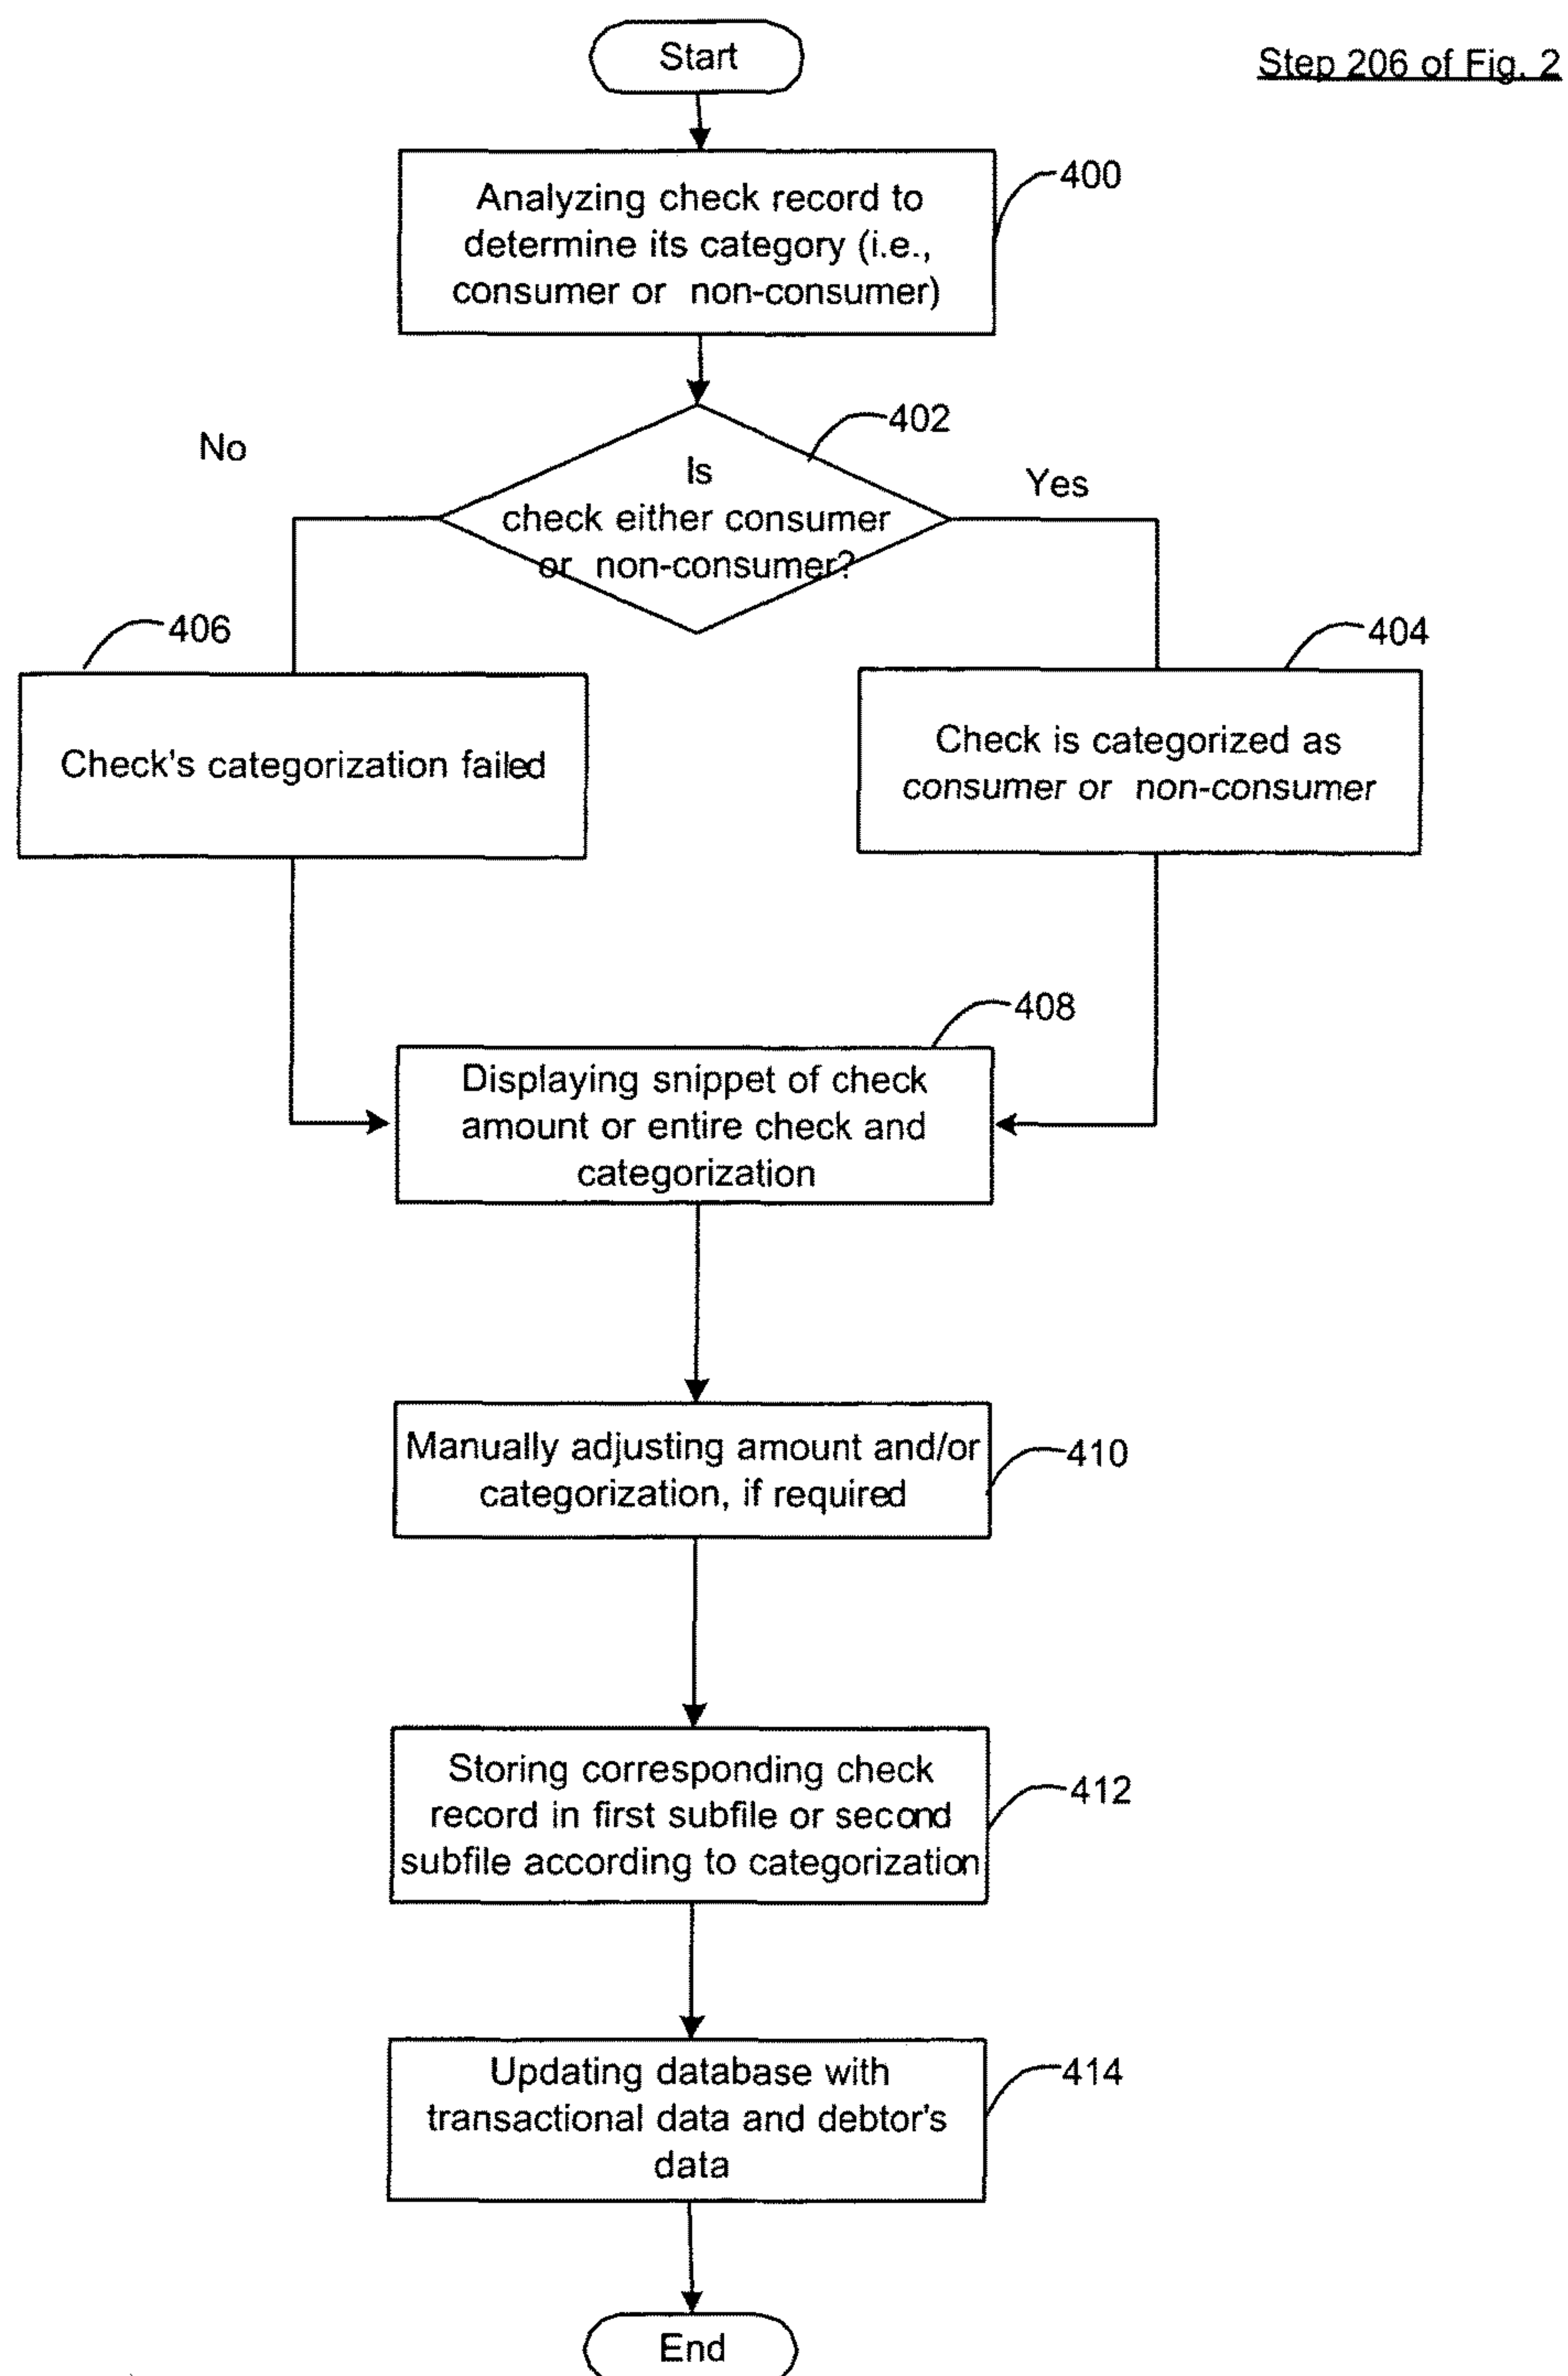 Start
Step 206 of Fig. 2
400
Analyzing check record to
determine its category (i.e.,
consumer or non-consumer)
402
No
Is
Yes
check either consumer
or non-consumer?
406
404
Check's categorization failed
Check is categorized as
consumer or non-consumer
408
Displaying snippet of check
amount or entire check and
categorization
Manually adjusting amount and/or
categorization, if required
410
Storing corresponding check
record in first subfile or second
subfile according to categorization
412
Updating database with
transactional data and debtor's
data
414
End